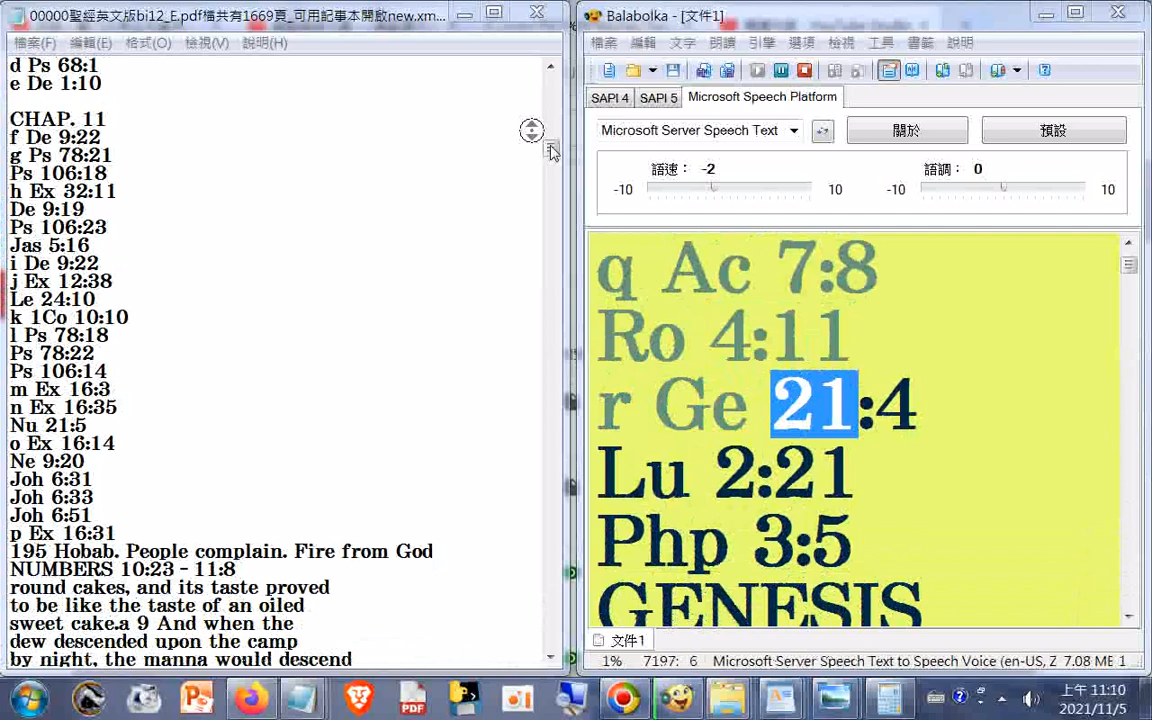 00000聖經英文版bi12_E.pdf檔共有1669頁_可用記事本開啟new.xm...
檔案(F) 編輯(E) 格式(O) 檢視(V) 說明(H)
d Ps 68:1
e De 1:10
CHAP. 11
f De 9:22
g Ps 78:21
Ps 106:18
h Ex 32:11
De 9:19
Ps 106:23
Jas 5:16
i De 9:22
j Ex 12:38
Le 24:10
k 1Co 10:10
l Ps 78:18
Ps 78:22
Ps 106:14
m Ex 16:3
n Ex 16:35
Nu 21:5
o Ex 16:14
Ne 9:20
Joh 6:31
Joh 6:33
Joh 6:51
p Ex 16:31
195 Hobab. People complain. Fire from God
NUMBERS 10:23 - 11:8
round cakes, and its taste proved
to be like the taste of an oiled
sweet cake.a 9 And when the
dew descended upon the camp
by night, the manna would descend
Balabolka - [文件1]
檔案 編輯 文字 朗讀 引擎 選項 檢視 工具 書籤 說明
SAPI 4 SAPI 5 Microsoft Speech Platform
Microsoft Server Speech Text 關於 預設
語速： -2 語調： 0
-10 10 -10 10
q Ac 7:8
Ro 4:11
r Ge 21:4
Lu 2:21
Php 3:5
GENESIS
文件1
1% 7197: 6 Microsoft Server Speech Text to Speech Voice (en-US, Z 7.08 ME 1
PDF
上午 11:10
2021/11/5